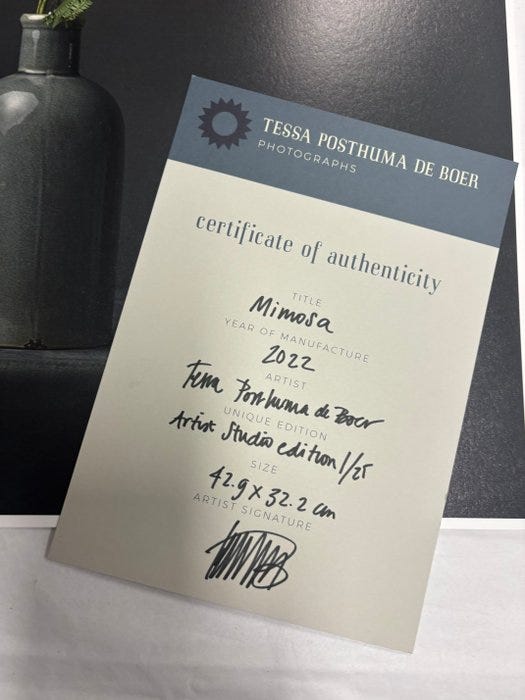 TESSA POSTHUMA DE BOER
PHOTOGRAPHS
certificate of authenticity
TITLE
Mimosa
YEAR OF MANUFACTURE
2022
ARTIST
Tessa Posthuma de Boer
UNIQUE EDITION
Artist Studio edition 1/25
SIZE
42.9 x 32.2 cm
ARTIST SIGNATURE